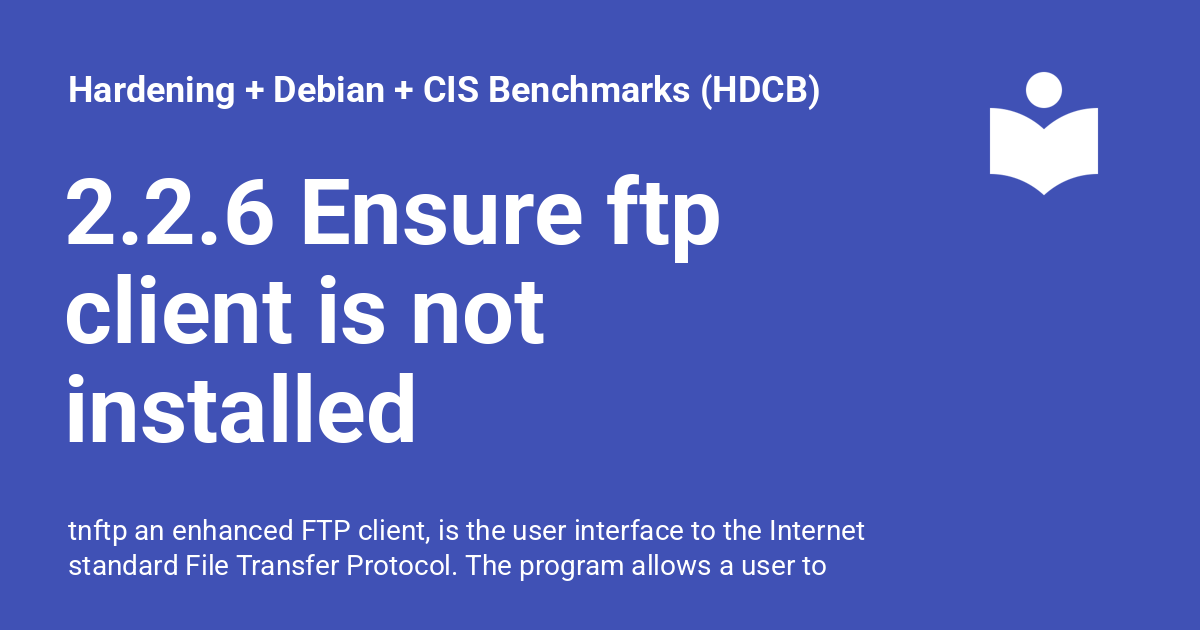 Hardening + Debian + CIS Benchmarks (HDCB)
2.2.6 Ensure ftp
client is not
installed
tnftp an enhanced FTP client, is the user interface to the Internet
standard File Transfer Protocol. The program allows a user to